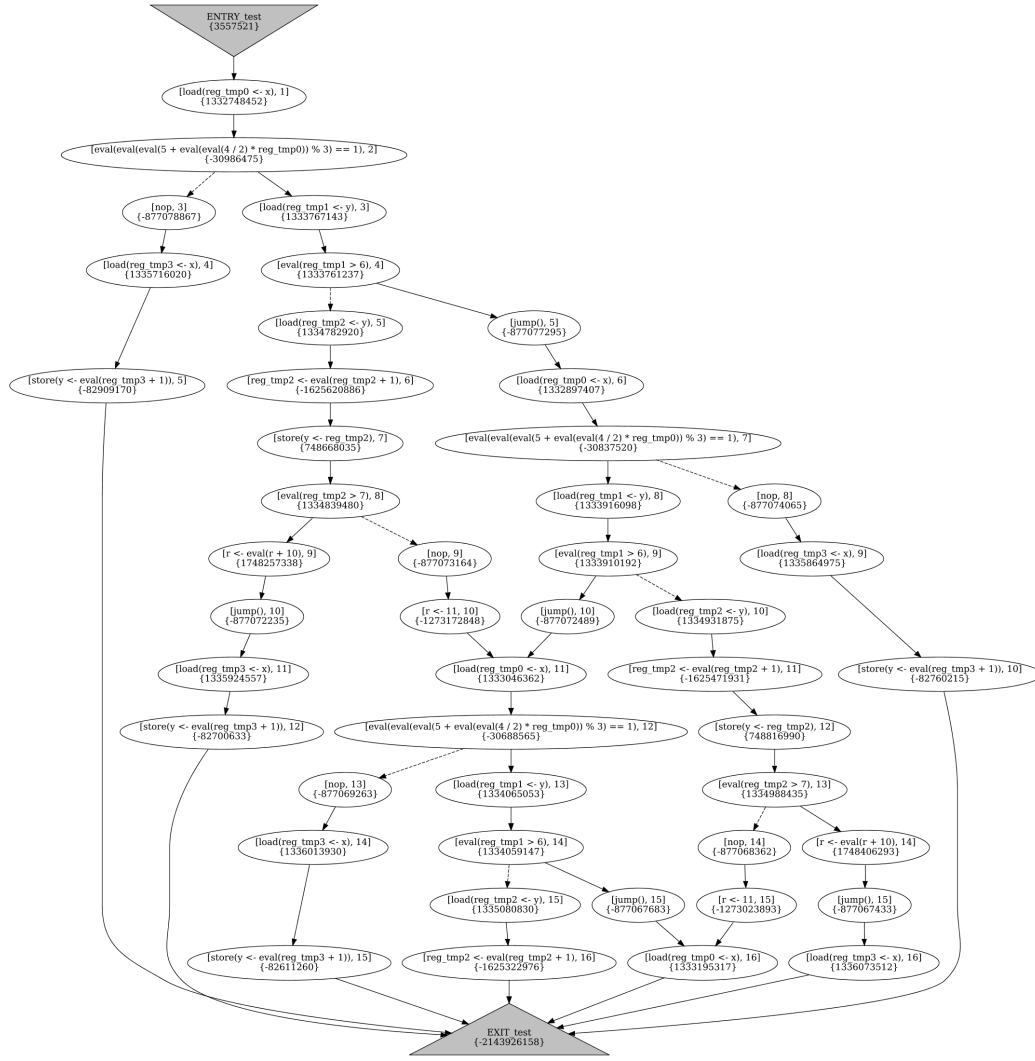 ENTRY_test
{3557521}
[load(reg_tmp0 <- x), 1]
{1332748452}
[eval(eval(eval(5 + eval(eval(4 / 2) * reg_tmp0)) % 3) == 1), 2]
{-30986475}
[nop, 3]
{-877078867}
[load(reg_tmp1 <- y), 3]
{1333767143}
[load(reg_tmp3 <- x), 4]
{1335716020}
[eval(reg_tmp1 > 6), 4]
{1333761237}
[load(reg_tmp2 <- y), 5]
{1334782920}
[jump(), 5]
{-877077295}
[store(y <- eval(reg_tmp3 + 1)), 5]
{-82909170}
[reg_tmp2 <- eval(reg_tmp2 + 1), 6]
{-1625620886}
[load(reg_tmp0 <- x), 6]
{1332897407}
[store(y <- reg_tmp2), 7]
{748668035}
[eval(eval(eval(5 + eval(eval(4 / 2) * reg_tmp0)) % 3) == 1), 7]
{-30837520}
[eval(reg_tmp2 > 7), 8]
{1334839480}
[load(reg_tmp1 <- y), 8]
{1333916098}
[nop, 8]
{-877074065}
[r <- eval(r + 10), 9]
{1748257338}
[nop, 9]
{-877073164}
[eval(reg_tmp1 > 6), 9]
{1333910192}
[load(reg_tmp3 <- x), 9]
{1335864975}
[jump(), 10]
{-877072235}
[r <- 11, 10]
{-1273172848}
[jump(), 10]
{-877072489}
[load(reg_tmp2 <- y), 10]
{1334931875}
[load(reg_tmp3 <- x), 11]
{1335924557}
[load(reg_tmp0 <- x), 11]
{1333046362}
[reg_tmp2 <- eval(reg_tmp2 + 1), 11]
{-1625471931}
[store(y <- eval(reg_tmp3 + 1)), 10]
{-82760215}
[store(y <- eval(reg_tmp3 + 1)), 12]
{-82700633}
[eval(eval(eval(5 + eval(eval(4 / 2) * reg_tmp0)) % 3) == 1), 12]
{-30688565}
[store(y <- reg_tmp2), 12]
{748816990}
[nop, 13]
{-877069263}
[load(reg_tmp1 <- y), 13]
{1334065053}
[eval(reg_tmp2 > 7), 13]
{1334988435}
[load(reg_tmp3 <- x), 14]
{1336013930}
[eval(reg_tmp1 > 6), 14]
{1334059147}
[nop, 14]
{-877068362}
[r <- eval(r + 10), 14]
{1748406293}
[load(reg_tmp2 <- y), 15]
{1335080830}
[jump(), 15]
{-877067683}
[r <- 11, 15]
{-1273023893}
[jump(), 15]
{-877067433}
[store(y <- eval(reg_tmp3 + 1)), 15]
{-82611260}
[reg_tmp2 <- eval(reg_tmp2 + 1), 16]
{-1625322976}
[load(reg_tmp0 <- x), 16]
{1333195317}
[load(reg_tmp3 <- x), 16]
{1336073512}
EXIT_test
{-2143926158}